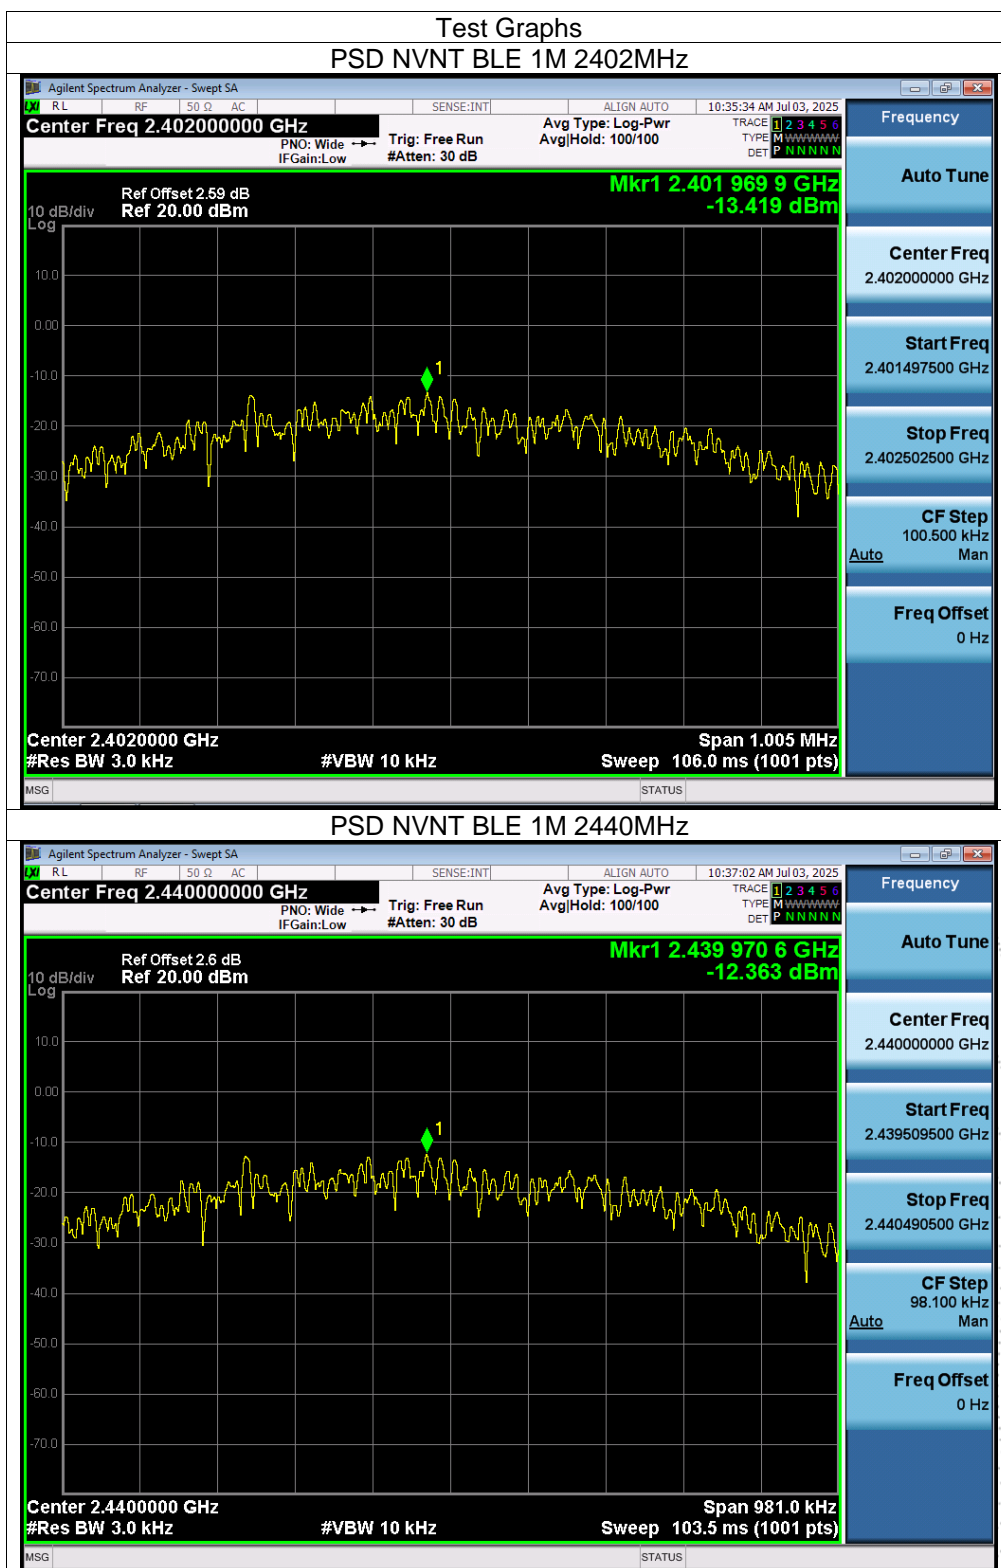 Test Graphs
PSD NVNT BLE 1M 2402MHz
Agilent Spectrum Analyzer - Swept SA
LXI RL RF 50 Ω AC SENSE:INT ALIGN AUTO 10:35:34 AM Jul 03, 2025
Center Freq 2.402000000 GHz
PNO: Wide
IFGain:Low
Trig: Free Run
#Atten: 30 dB
Avg Type: Log-Pwr
Avg|Hold: 100/100
TRACE 1 2 3 4 5 6
TYPE M WWWWW
DET P N N N N N
Frequency
Auto Tune
Center Freq
2.402000000 GHz
Start Freq
2.401497500 GHz
Stop Freq
2.402502500 GHz
CF Step
100.500 kHz
Auto Man
Freq Offset
0 Hz
Mkr1 2.401 969 9 GHz
-13.419 dBm
Ref Offset 2.59 dB
10 dB/div Ref 20.00 dBm
Log
10.0
0.00
1
-10.0
-20.0
-30.0
-40.0
-50.0
-60.0
-70.0
Center 2.4020000 GHz Span 1.005 MHz
#Res BW 3.0 kHz #VBW 10 kHz Sweep 106.0 ms (1001 pts)
MSG STATUS
PSD NVNT BLE 1M 2440MHz
Agilent Spectrum Analyzer - Swept SA
LXI RL RF 50 Ω AC SENSE:INT ALIGN AUTO 10:37:02 AM Jul 03, 2025
Center Freq 2.440000000 GHz
PNO: Wide
IFGain:Low
Trig: Free Run
#Atten: 30 dB
Avg Type: Log-Pwr
Avg|Hold: 100/100
TRACE 1 2 3 4 5 6
TYPE M WWWWW
DET P N N N N N
Frequency
Auto Tune
Center Freq
2.440000000 GHz
Start Freq
2.439509500 GHz
Stop Freq
2.440490500 GHz
CF Step
98.100 kHz
Auto Man
Freq Offset
0 Hz
Mkr1 2.439 970 6 GHz
-12.363 dBm
Ref Offset 2.6 dB
10 dB/div Ref 20.00 dBm
Log
10.0
0.00
1
-10.0
-20.0
-30.0
-40.0
-50.0
-60.0
-70.0
Center 2.4400000 GHz Span 981.0 kHz
#Res BW 3.0 kHz #VBW 10 kHz Sweep 103.5 ms (1001 pts)
MSG STATUS